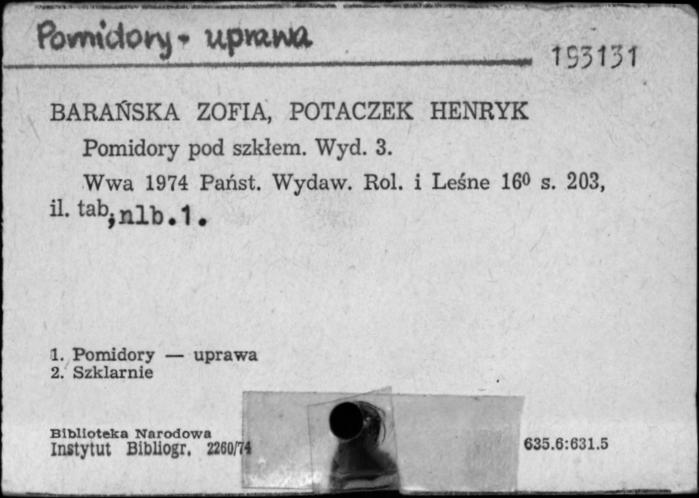 Pomidory - uprawa
193131
BARAŃSKA ZOFIA, POTACZEK HENRYK
Pomidory pod szkłem. Wyd. 3.
Wwa 1974 Państ. Wydaw. Rol. i Leśne 16⁰ s. 203,
il. tab, nlb.1.
1. Pomidory — uprawa
2. Szklarnie
Biblioteka Narodowa
Instytut Bibliogr. 2260/74
635.6:631.5